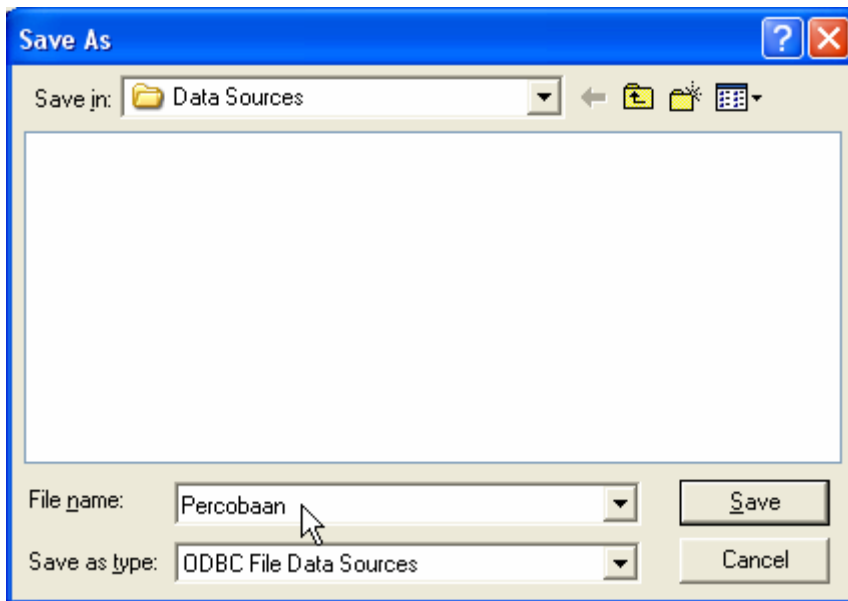 Save As
Save in: Data Sources
File name: Percobaan Save
Save as type: ODBC File Data Sources Cancel